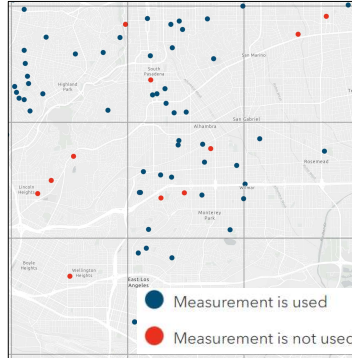 San Marino
South
Pasadena
Highland
Park
San Gabriel
Alhambra
Rosemead
Lincoln
Heights
Monterey
Park
Boyle
Heights
Wellington
Heights
East Los
Angeles
Measurement is used
Measurement is not used